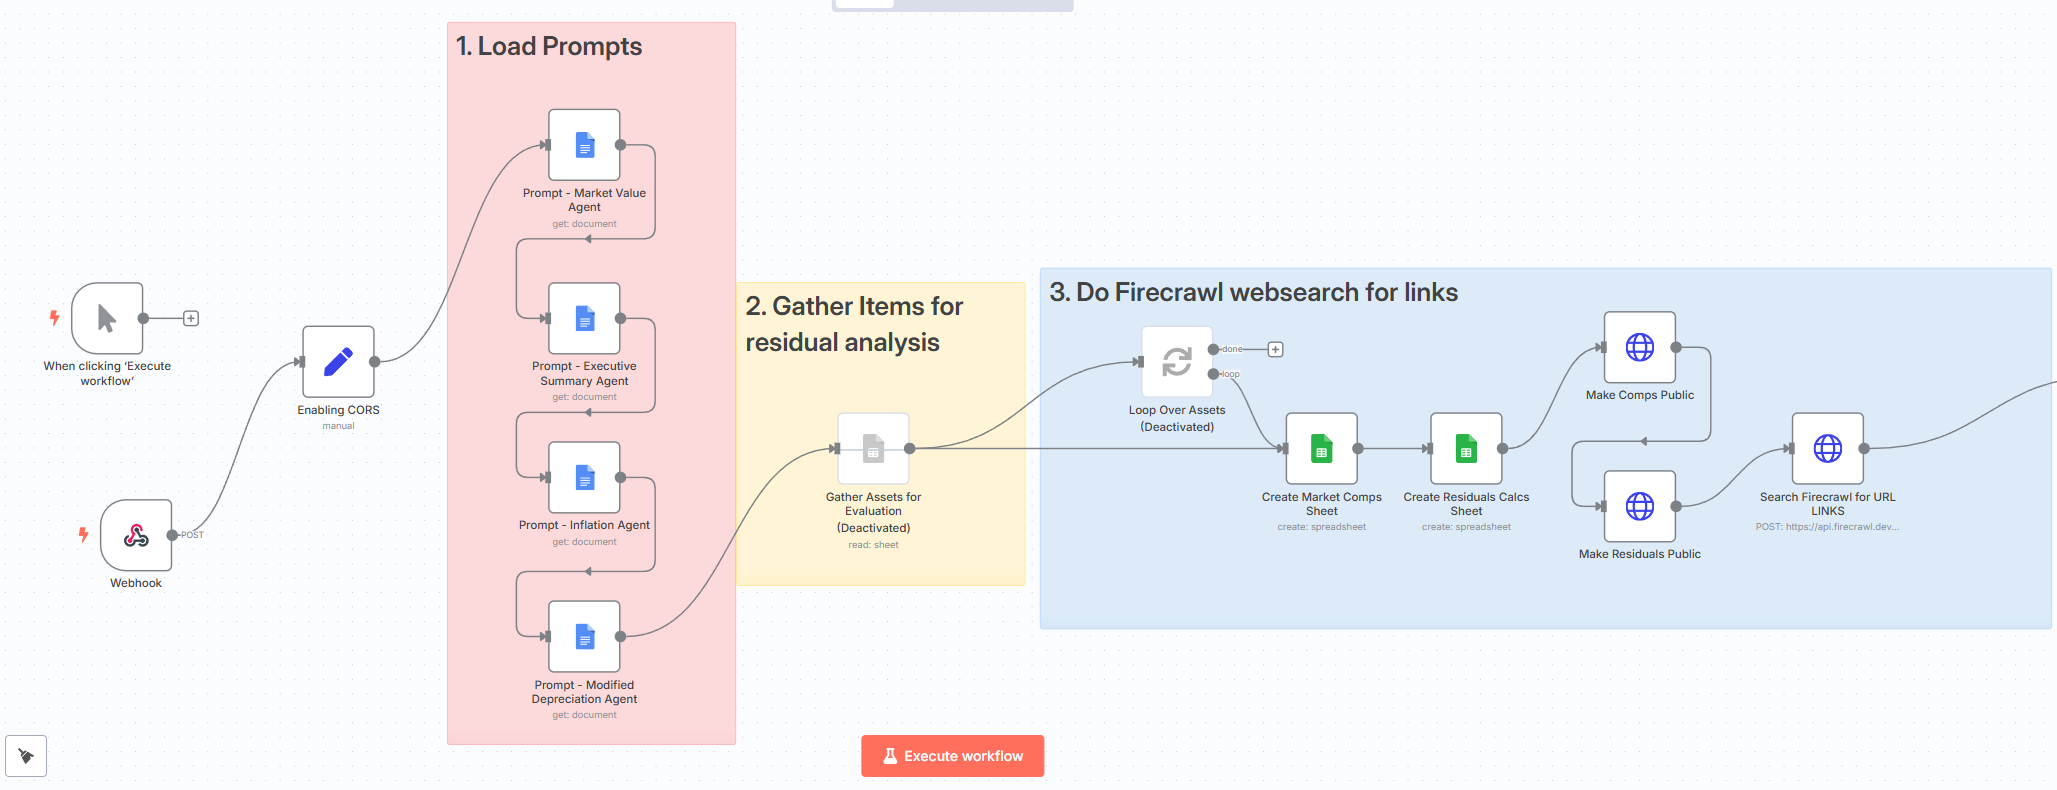 1. Load Prompts
Prompt - Market Value
Agent
get: document
When clicking ‘Execute
workflow’
Enabling CORS
manual
Prompt - Executive
Summary Agent
get: document
Prompt - Inflation Agent
get: document
POST
Webhook
Prompt - Modified
Depreciation Agent
get: document
2. Gather Items for
residual analysis
Gather Assets for
Evaluation
(Deactivated)
read: sheet
3. Do Firecrawl websearch for links
done
loop
Loop Over Assets
(Deactivated)
Create Market Comps
Sheet
create: spreadsheet
Create Residuals Calcs
Sheet
create: spreadsheet
Make Comps Public
Make Residuals Public
Search Firecrawl for URL
LINKS
POST: https://api.firecrawl.dev...
Execute workflow